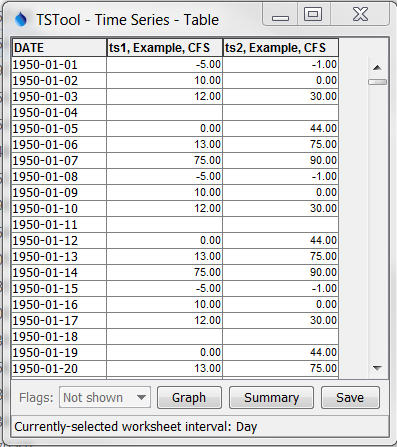 TSTool - Time Series - Table
DATE ts1, Example, CFS ts2, Example, CFS
1950-01-01 -5.00 -1.00
1950-01-02 10.00 0.00
1950-01-03 12.00 30.00
1950-01-04
1950-01-05 0.00 44.00
1950-01-06 13.00 75.00
1950-01-07 75.00 90.00
1950-01-08 -5.00 -1.00
1950-01-09 10.00 0.00
1950-01-10 12.00 30.00
1950-01-11
1950-01-12 0.00 44.00
1950-01-13 13.00 75.00
1950-01-14 75.00 90.00
1950-01-15 -5.00 -1.00
1950-01-16 10.00 0.00
1950-01-17 12.00 30.00
1950-01-18
1950-01-19 0.00 44.00
1950-01-20 13.00 75.00
Flags: Not shown Graph Summary Save
Currently-selected worksheet interval: Day